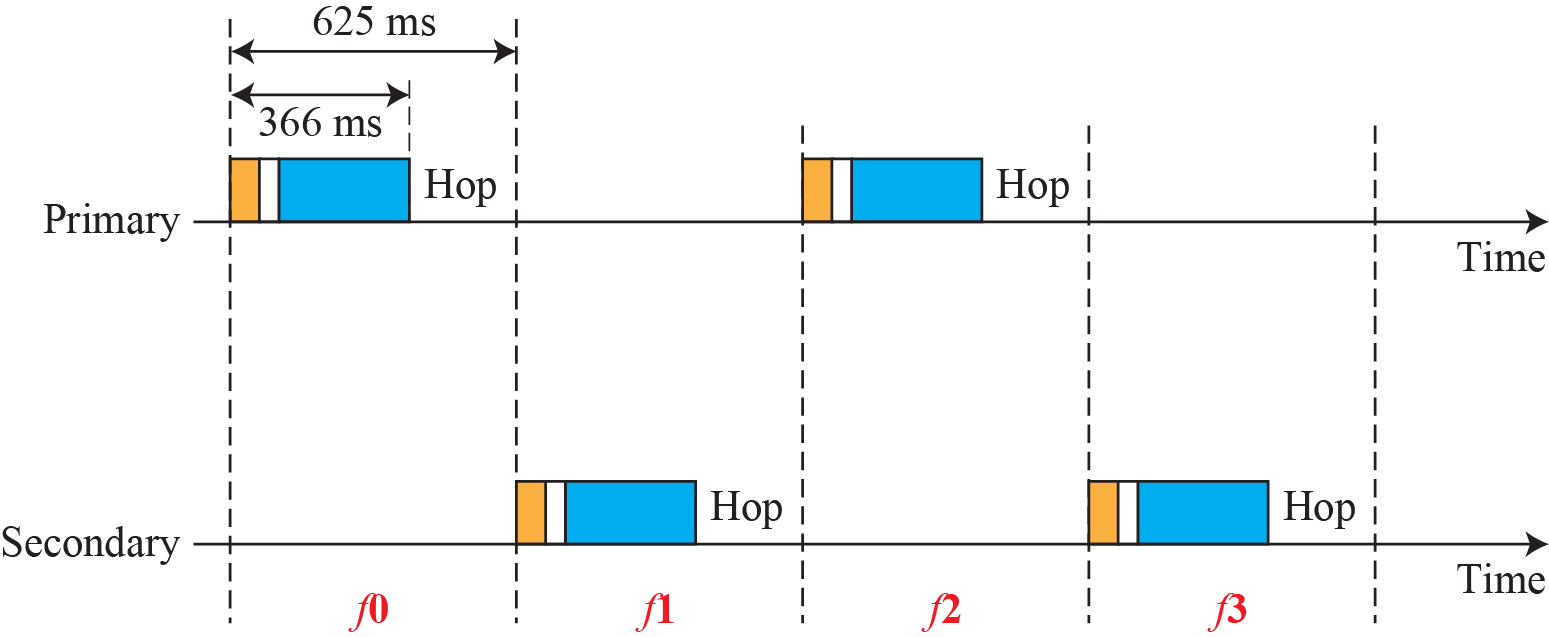 625 ms
366 ms
Hop
Hop
Primary
Time
Hop
Hop
Secondary
Time
f0
f1
f2
f3